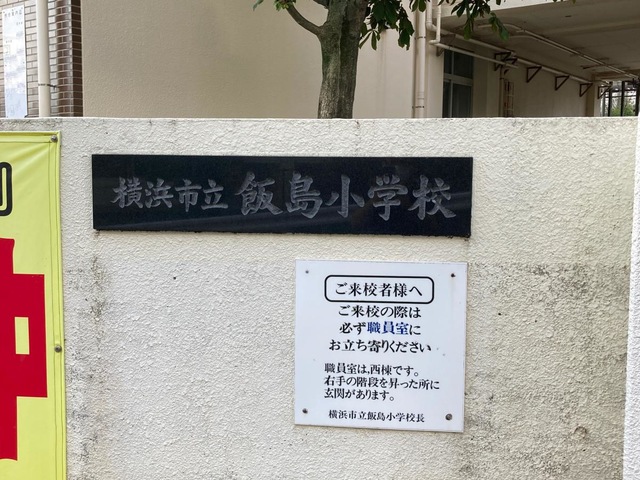 横浜市立飯島小学校
ご来校者様へ
ご来校の際は
必ず職員室に
お立ち寄りください
職員室は、西棟です。
右手の階段を昇った所に
玄関があります。
横浜市立飯島小学校長